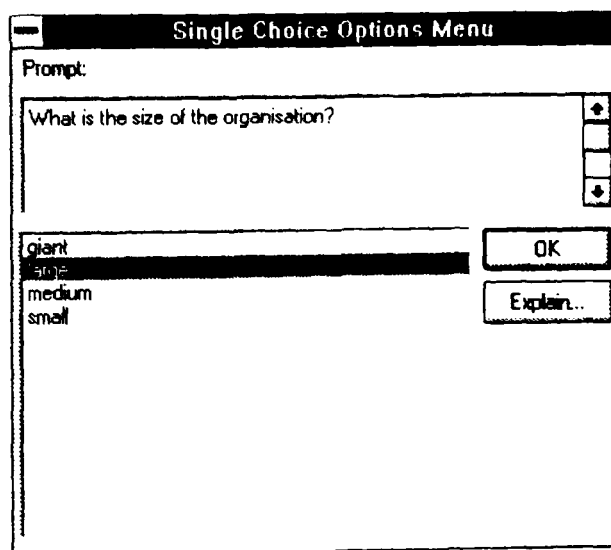 Single Choice Options Menu
Prompt:
What is the size of the organisation?
giant
large
medium
small
OK
Explain...